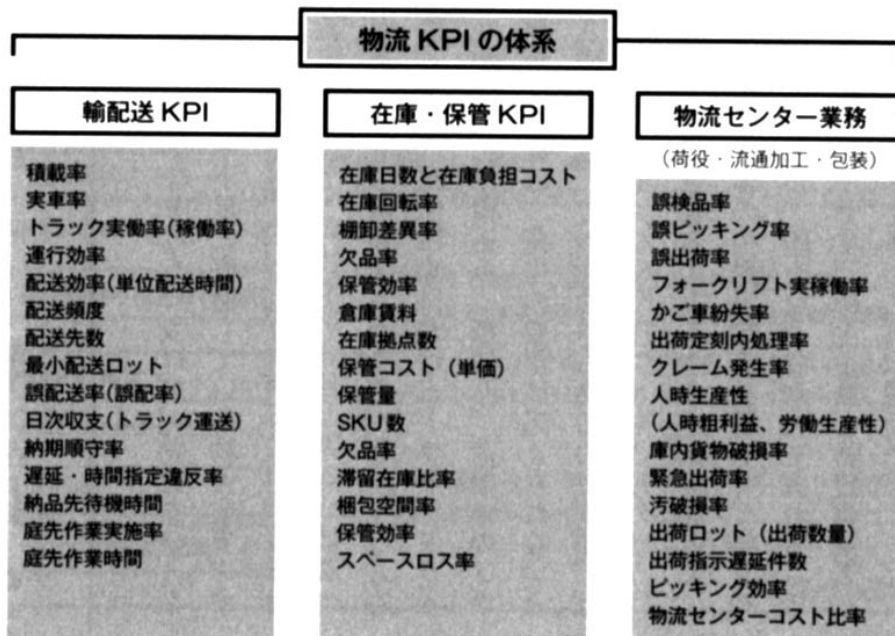 物流 KPI の体系
輸配送 KPI
積載率
実車率
トラック実働率(稼働率)
運行効率
配送効率(単位配送時間)
配送頻度
配送先数
最小配送ロット
誤配送率(誤配率)
日次収支(トラック運送)
納期順守率
遅延・時間指定違反率
納品先待機時間
庭先作業実施率
庭先作業時間
在庫・保管 KPI
在庫日数と在庫負担コスト
在庫回転率
棚卸差異率
欠品率
保管効率
倉庫賃料
在庫拠点数
保管コスト（単価）
保管量
SKU 数
欠品率
滞留在庫比率
梱包空間率
保管効率
スペースロス率
物流センター業務
（荷役・流通加工・包装）
誤検品率
誤ピッキング率
誤出荷率
フォークリフト実稼働率
かご車紛失率
出荷定刻内処理率
クレーム発生率
人時生産性
(人時粗利益、労働生産性)
庫内貨物破損率
緊急出荷率
汚破損率
出荷ロット（出荷数量）
出荷指示遅延件数
ピッキング効率
物流センターコスト比率